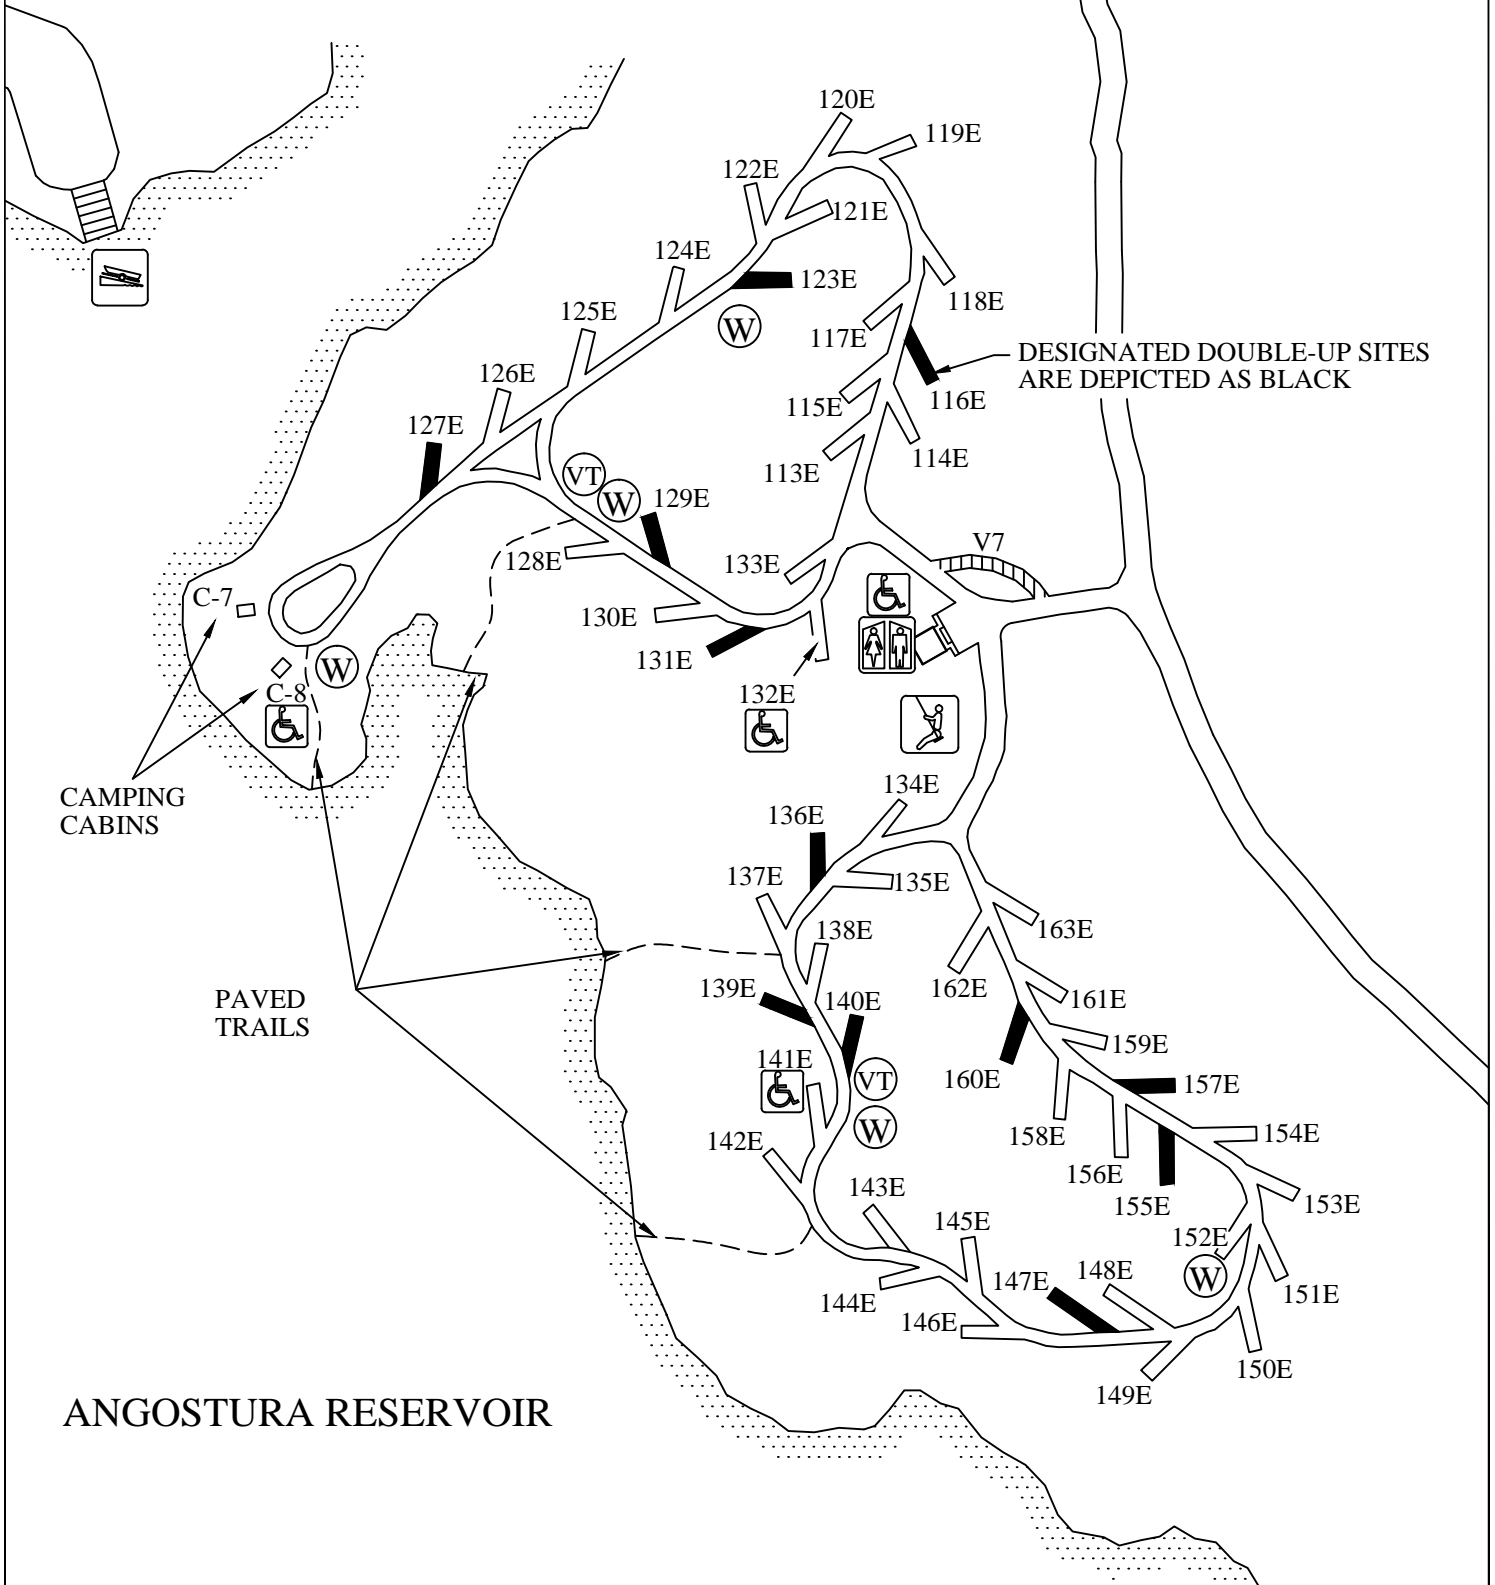 120E
119E
122E
121E
124E
123E
118E
125E
117E
DESIGNATED DOUBLE-UP SITES
ARE DEPICTED AS BLACK
126E
115E
116E
127E
114E
113E
VT
W
129E
W
128E
133E
V7
C-7
130E
131E
W
C-8
132E
CAMPING
CABINS
134E
136E
137E
135E
138E
163E
139E
140E
162E
161E
PAVED
TRAILS
141E
159E
VT
160E
157E
W
142E
158E
154E
156E
143E
155E
153E
145E
152E
W
147E
148E
144E
151E
146E
150E
149E
ANGOSTURA RESERVOIR